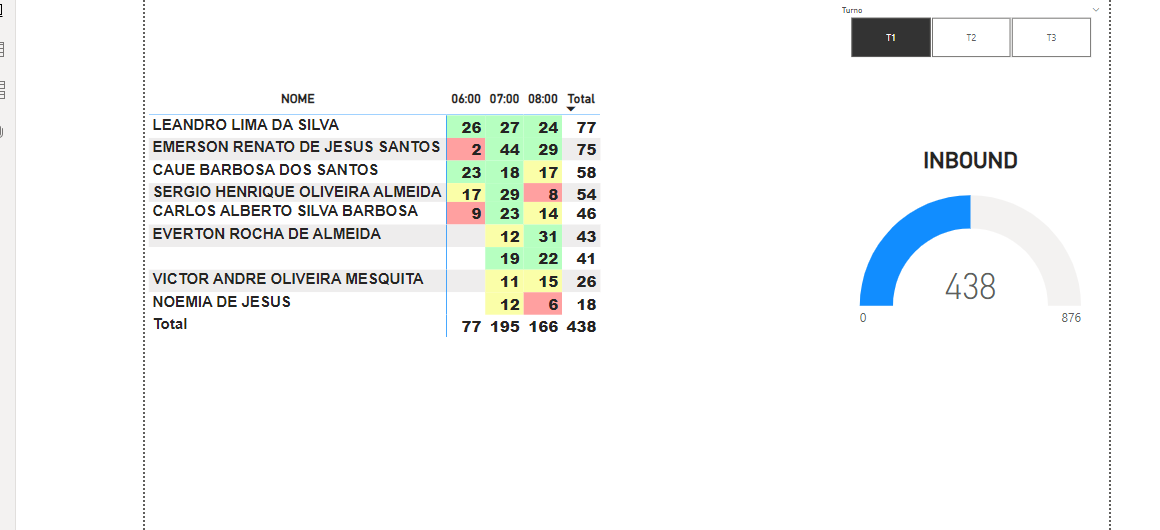 Turno
T1 T2 T3
NOME 06:00 07:00 08:00 Total
LEANDRO LIMA DA SILVA 26 27 24 77
EMERSON RENATO DE JESUS SANTOS 2 44 29 75
CAUE BARBOSA DOS SANTOS 23 18 17 58
SERGIO HENRIQUE OLIVEIRA ALMEIDA 17 29 8 54
CARLOS ALBERTO SILVA BARBOSA 9 23 14 46
EVERTON ROCHA DE ALMEIDA 12 31 43
19 22 41
VICTOR ANDRE OLIVEIRA MESQUITA 11 15 26
NOEMIA DE JESUS 12 6 18
Total 77 195 166 438
INBOUND
438
0 876